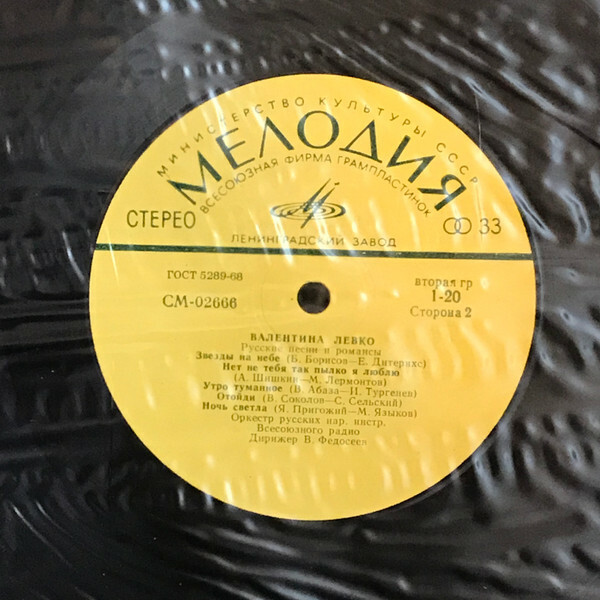 МИНИСТЕРСТВО КУЛЬТУРЫ СССР
МЕЛОДИЯ
ВСЕСОЮЗНАЯ ФИРМА ГРАМПЛАСТИНОК
СТЕРЕО
33
ЛЕНИНГРАДСКИЙ ЗАВОД
ГОСТ 5289-68
вторая гр
СМ-02666
1-20
Сторона 2
ВАЛЕНТИНА ЛЕВКО
Русские песни и романсы
Звезды на небе (Б. Борисов—Е. Дитерихс)
Нет не тебя так пылко я люблю
(А. Шишкин—М. Лермонтов)
Утро туманное (В. Абаза—И. Тургенев)
Отойди (В. Соколов—С. Сельский)
Ночь светла (Я. Пригожий—М. Языков)
Оркестр русских нар. инстр.
Всесоюзного радио
Дирижер В. Федосеев